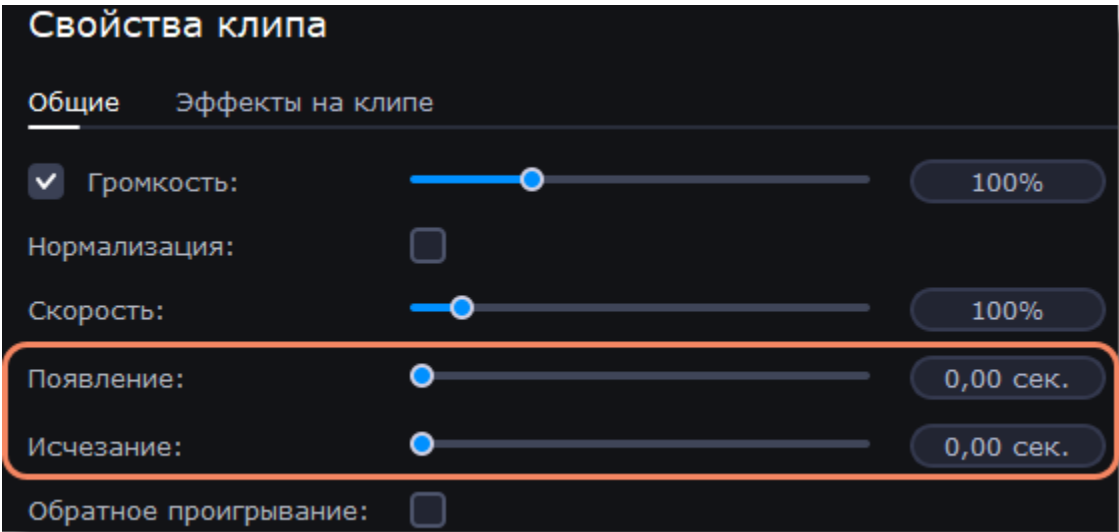 Свойства клипа
Общие Эффекты на клипе
Громкость: 100%
Нормализация:
Скорость: 100%
Появление: 0,00 сек.
Исчезание: 0,00 сек.
Обратное проигрывание: